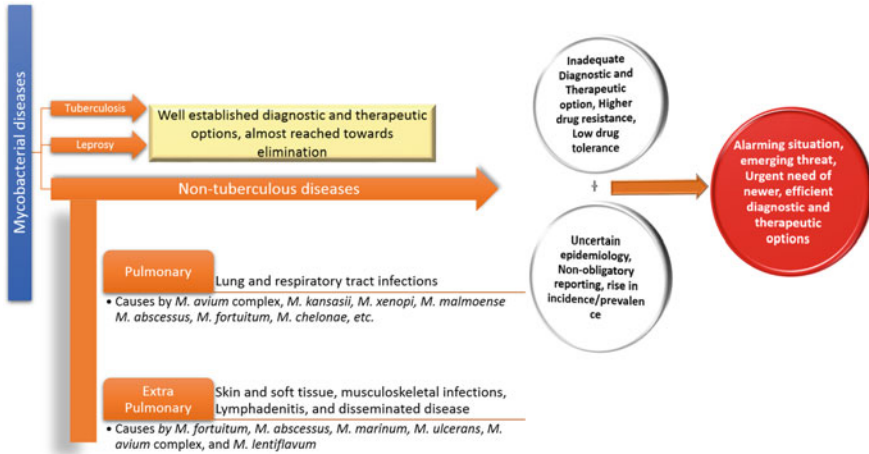 Mycobacterial diseases
Tuberculosis
Leprosy
Well established diagnostic and therapeutic
options, almost reached towards
elimination
Non-tuberculous diseases
Pulmonary
Lung and respiratory tract infections
• Causes by M. avium complex, M. kansasii, M. xenopi, M. malmoense
M. abscessus, M. fortuitum, M. chelonae, etc.
Extra
Pulmonary
Skin and soft tissue, musculoskeletal infections,
Lymphadenitis, and disseminated disease
• Causes by M. fortuitum, M. abscessus, M. marinum, M. ulcerans, M.
avium complex, and M. lentiflavum
Inadequate
Diagnostic and
Therapeutic
option, Higher
drug resistance,
Low drug
tolerance
+
Uncertain
epidemiology,
Non-obligatory
reporting, rise in
incidence/prevalen
ce
Alarming situation,
emerging threat,
Urgent need of
newer, efficient
diagnostic and
therapeutic
options